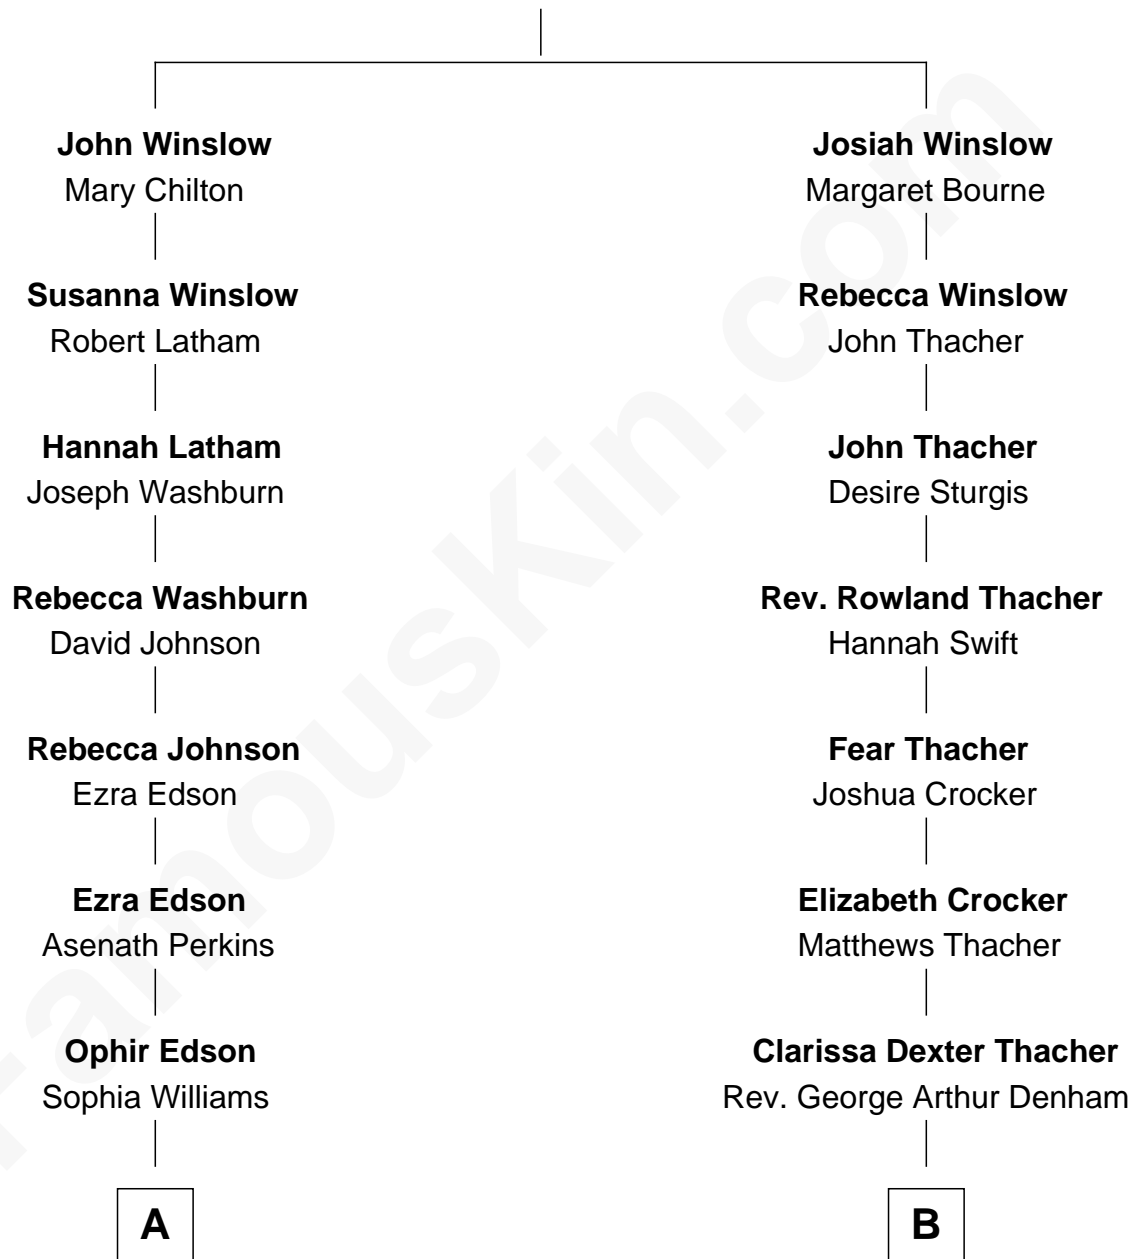 John Winslow
Mary Chilton
Susanna Winslow
Robert Latham
Hannah Latham
Joseph Washburn
Rebecca Washburn
David Johnson
Rebecca Johnson
Ezra Edson
Ezra Edson
Asenath Perkins
Ophir Edson
Sophia Williams
A
Josiah Winslow
Margaret Bourne
Rebecca Winslow
John Thacher
John Thacher
Desire Sturgis
Rev. Rowland Thacher
Hannah Swift
Fear Thacher
Joshua Crocker
Elizabeth Crocker
Matthews Thacher
Clarissa Dexter Thacher
Rev. George Arthur Denham
B
FamousKin.com